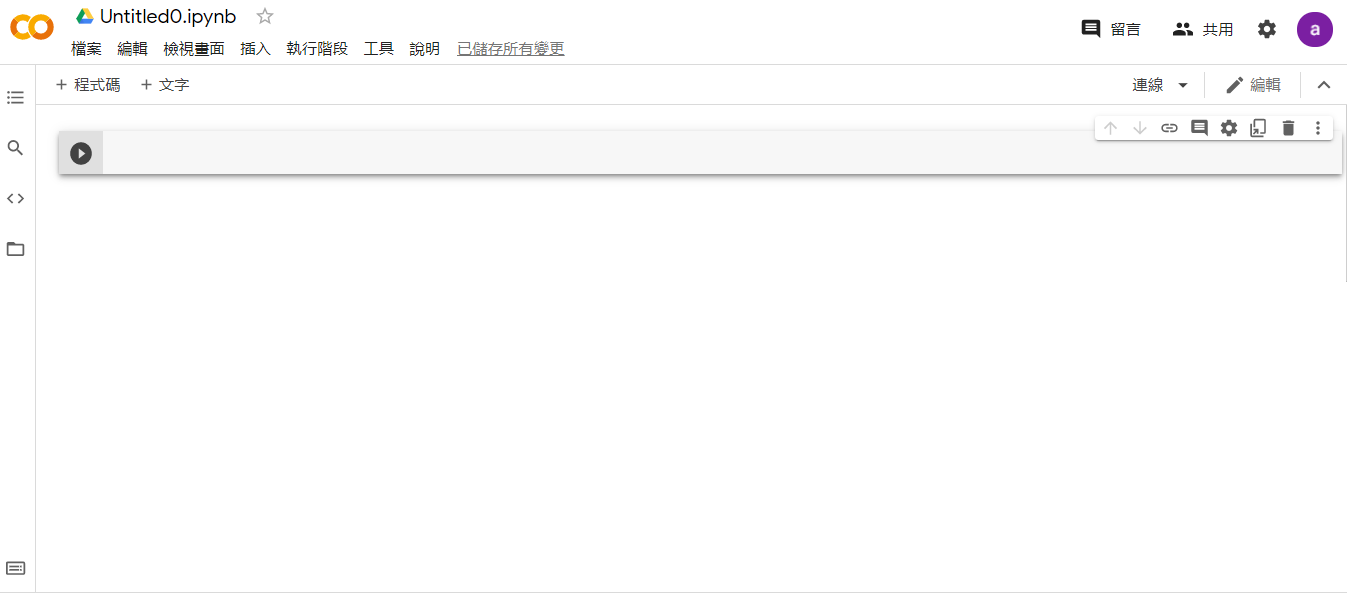 Untitled0.ipynb
檔案 編輯 檢視畫面 插入 執行階段 工具 說明 已儲存所有變更
留言 共用 a
+ 程式碼 + 文字
連線 編輯